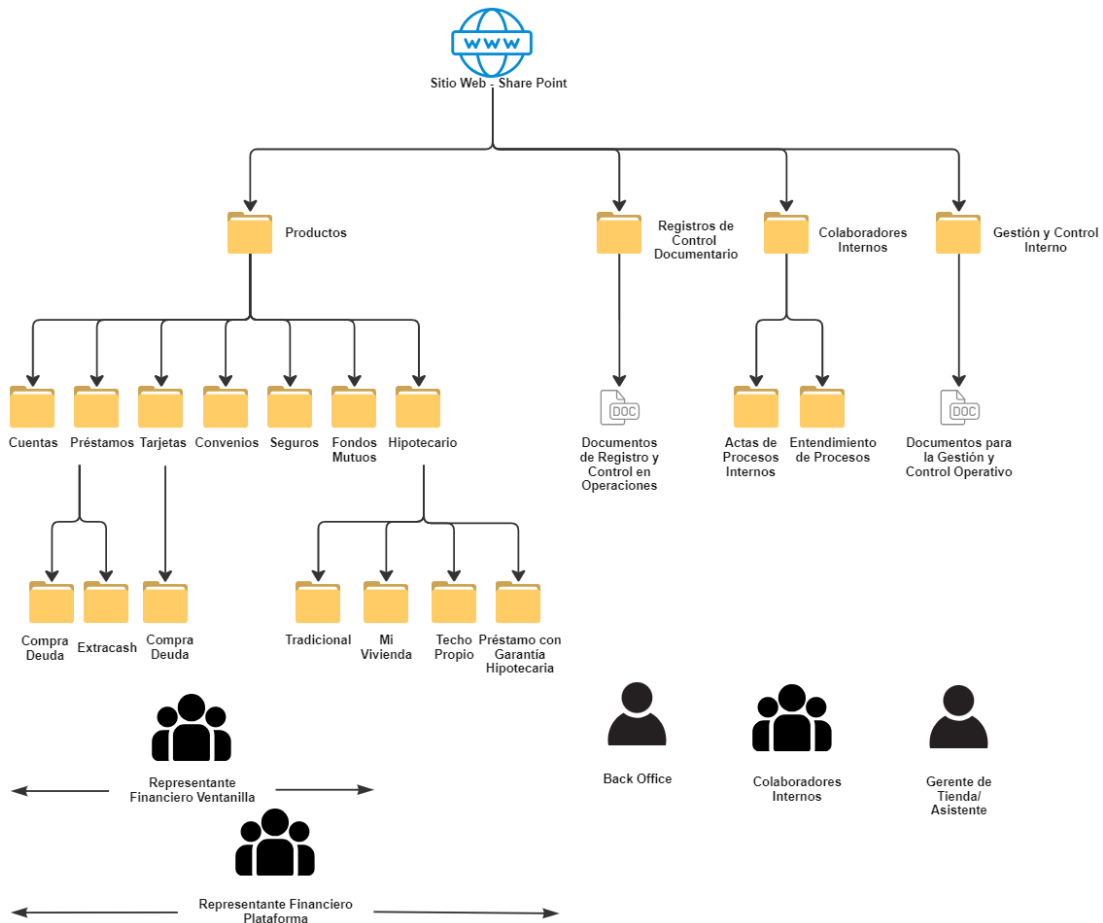 WWW
Sitio Web - Share Point
Productos
Registros de
Control
Documentario
Colaboradores
Internos
Gestión y Control
Interno
Cuentas
Préstamos
Tarjetas
Convenios
Seguros
Fondos
Mutuos
Hipotecario
DOC
Documentos
de Registro y
Control en
Operaciones
Actas de
Procesos
Internos
Entendimiento
de Procesos
DOC
Documentos para
la Gestión y
Control Operativo
Compra
Deuda
Extracash
Compra
Deuda
Tradicional
Mi
Vivienda
Techo
Propio
Préstamo con
Garantía
Hipotecaria
Representante
Financiero Ventanilla
Back Office
Colaboradores
Internos
Gerente de
Tienda/
Asistente
Representante Financiero
Plataforma